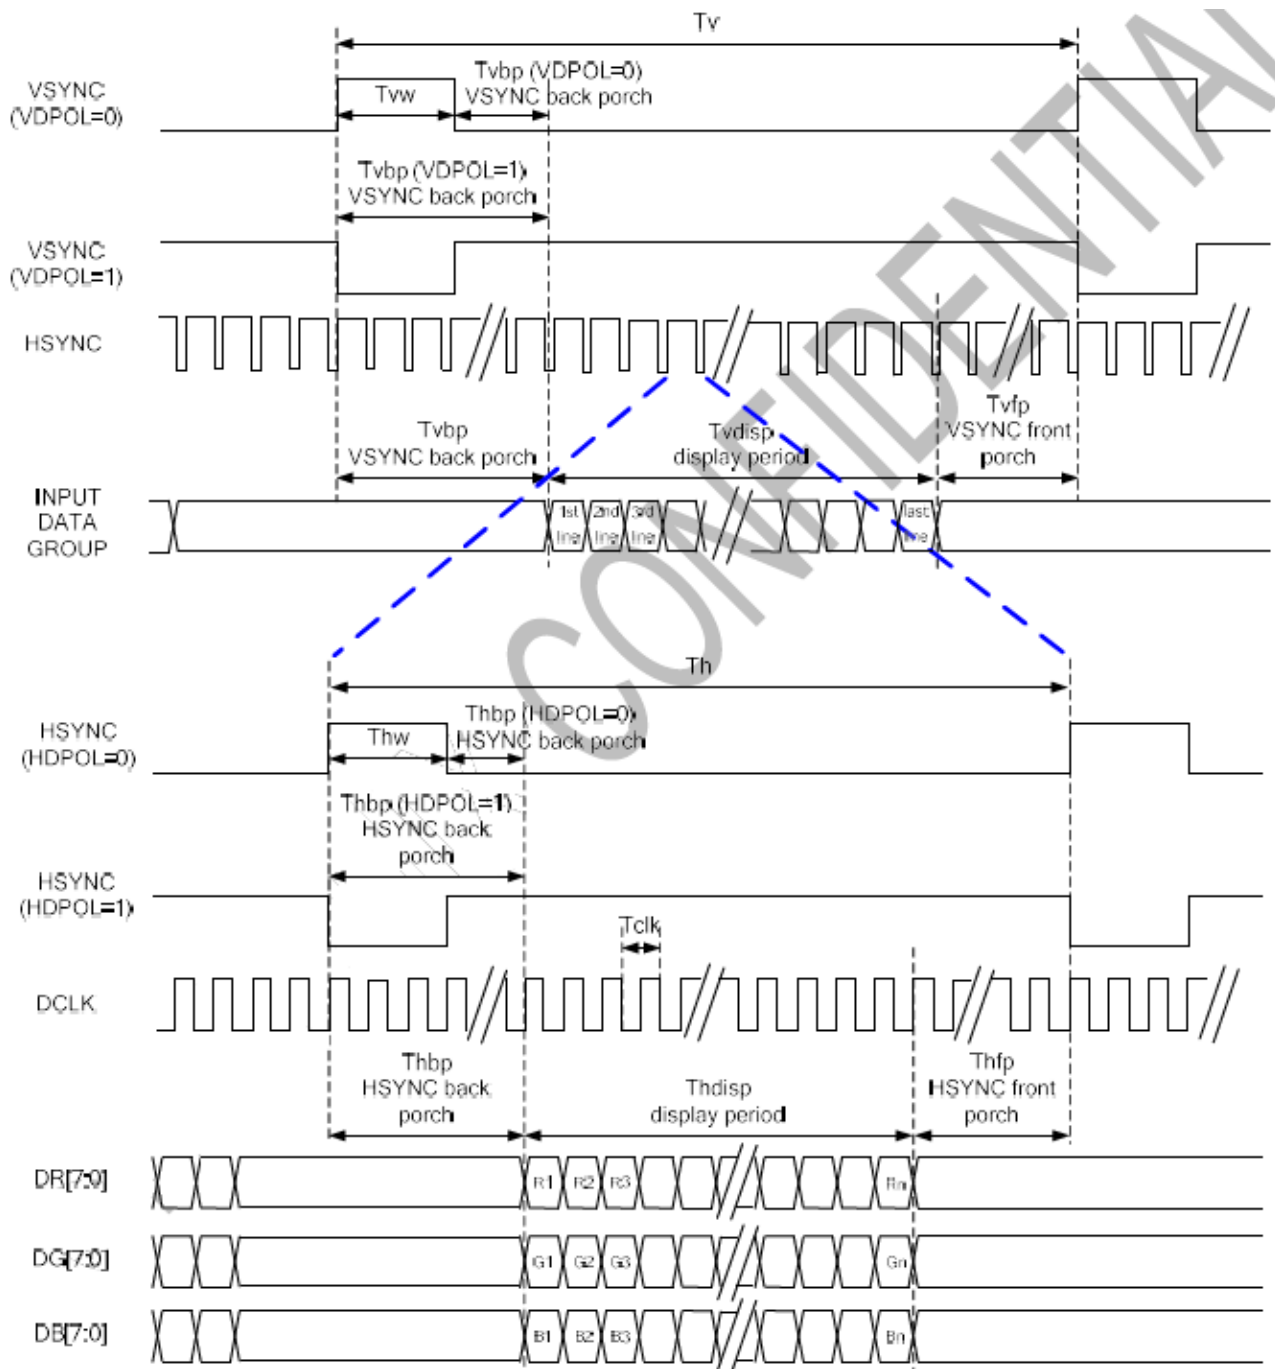 Tv
VSYNC
(VDPOL=0)
Tvw
Tvbp (VDPOL=0)
VSYNC back porch
Tvbp (VDPOL=1)
VSYNC back porch
VSYNC
(VDPOL=1)
HSYNC
Tvbp
VSYNC back porch
Tvdisp
display period
Tvfp
VSYNC front
porch
INPUT
DATA
GROUP
1st
line
2nd
line
3rd
line
last
line
CONFIDENTIAL
Th
HSYNC
(HDPOL=0)
Thw
Thbp (HDPOL=0)
HSYNC back porch
Thbp (HDPOL=1)
HSYNC back
porch
HSYNC
(HDPOL=1)
Tclk
DCLK
Thbp
HSYNC back
porch
Thdisp
display period
Thfp
HSYNC front
porch
DR[7:0]
R1 R2 R3 Rn
DG[7:0]
G1 G2 G3 Gn
DB[7:0]
B1 B2 B3 Bn